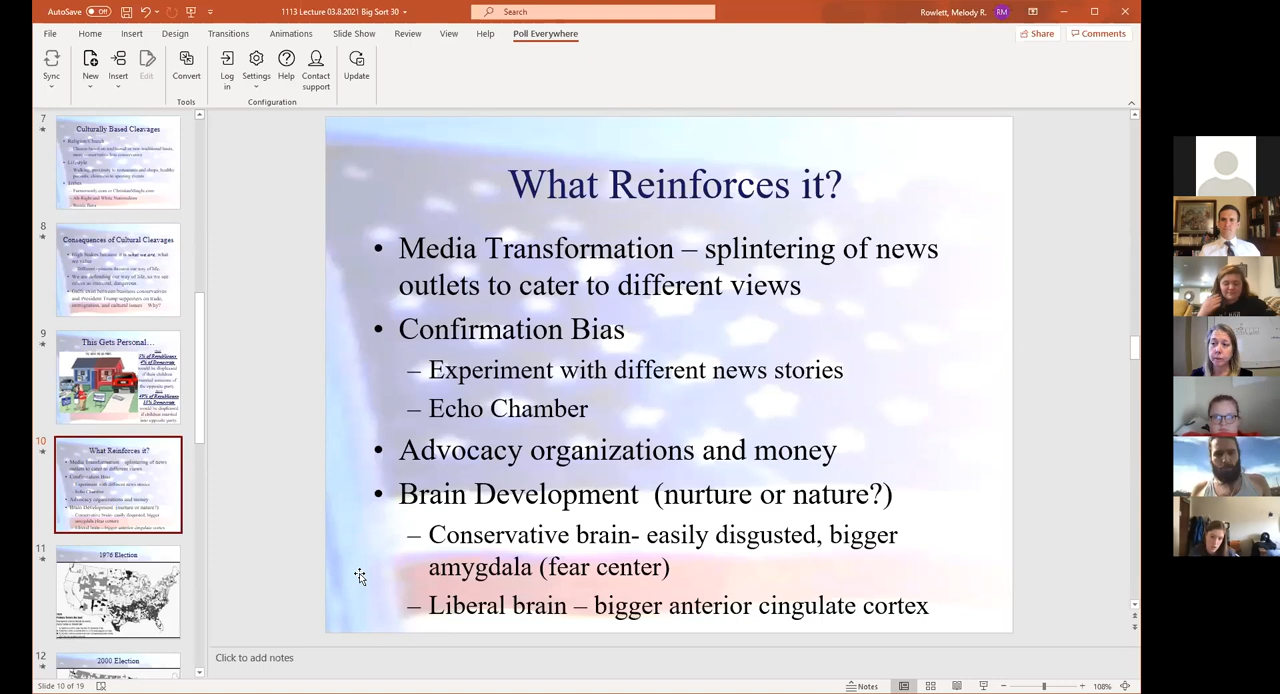 AutoSave Off
1113 Lecture 03.8.2021 Big Sort 30
Search
Rowlett, Melody R.
RM
File Home Insert Design Transitions Animations Slide Show Review View Help Poll Everywhere
Share Comments
Sync New Insert Edit Convert Log in Settings Help Contact support Update
Tools Configuration
7
Culturally Based Cleavages
8
Consequences of Cultural Cleavages
9
This Gets Personal...
10
What Reinforces it?
11
1976 Election
12
2000 Election
What Reinforces it?
• Media Transformation – splintering of news
outlets to cater to different views
• Confirmation Bias
– Experiment with different news stories
– Echo Chamber
• Advocacy organizations and money
• Brain Development (nurture or nature?)
– Conservative brain- easily disgusted, bigger
amygdala (fear center)
– Liberal brain – bigger anterior cingulate cortex
Click to add notes
Slide 10 of 19
Notes
108%